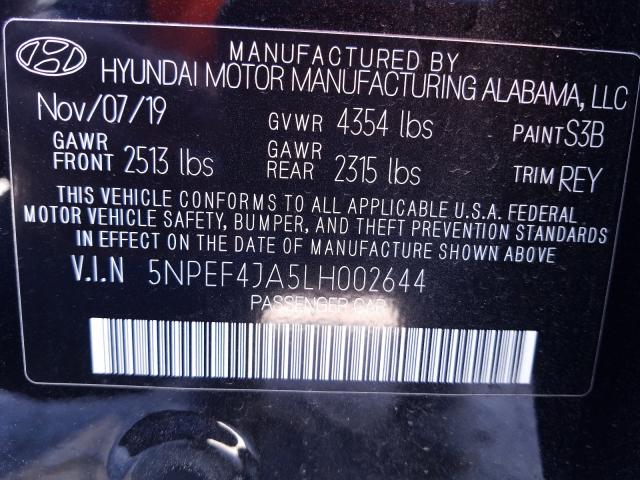 MANUFACTURED BY
HYUNDAI MOTOR MANUFACTURING ALABAMA, LLC
Nov/07/19 GVWR 4354 lbs PAINT S3B
GAWR FRONT 2513 lbs GAWR REAR 2315 lbs TRIM REY
THIS VEHICLE CONFORMS TO ALL APPLICABLE U.S.A. FEDERAL
MOTOR VEHICLE SAFETY, BUMPER, AND THEFT PREVENTION STANDARDS
IN EFFECT ON THE DATE OF MANUFACTURE SHOWN ABOVE
V.I.N 5NPEF4JA5LH002644
PASSENGER CAR